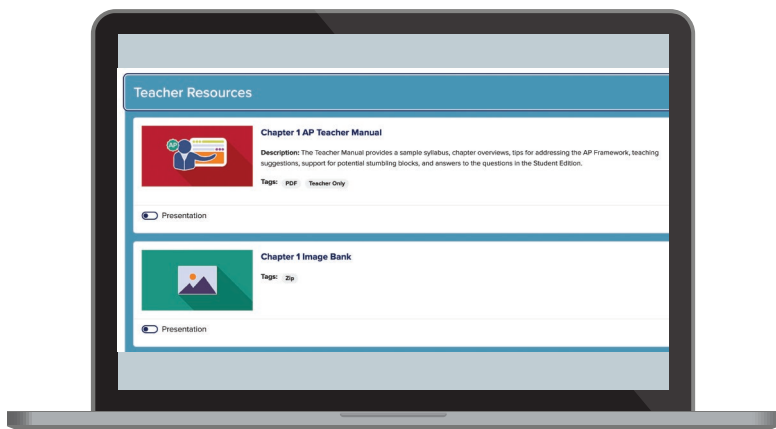 Teacher Resources
AP
Chapter 1 AP Teacher Manual
Description: The Teacher Manual provides a sample syllabus, chapter overviews, tips for addressing the AP Framework, teaching
suggestions, support for potential stumbling blocks, and answers to the questions in the Student Edition.
Tags: PDF Teacher Only
Presentation
Chapter 1 Image Bank
Tags: Zip
Presentation